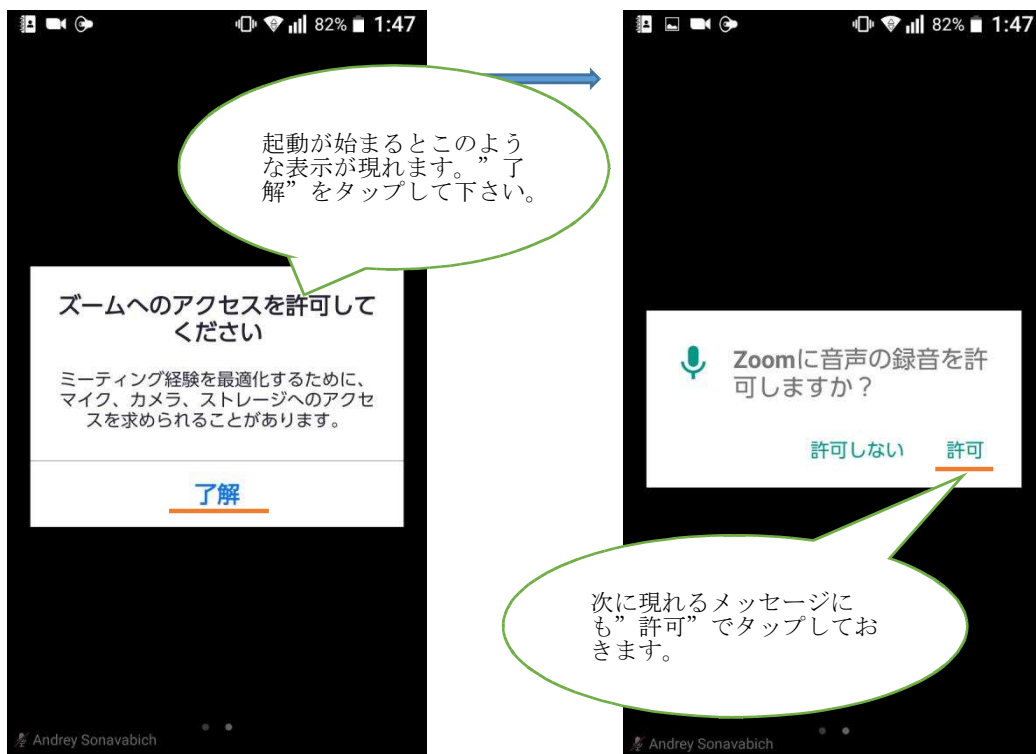 82% 1:47
起動が始まるとこのよう
な表示が現れます。”了
解”をタップして下さい。
ズームへのアクセスを許可して
ください
ミーティング経験を最適化するために、
マイク、カメラ、ストレージへのアクセ
スを求められることがあります。
了解
Andrey Sonavabich
82% 1:47
Zoomに音声の録音を許
可しますか？
許可しない 許可
次に現れるメッセージに
も”許可”でタップしてお
きます。
Andrey Sonavabich